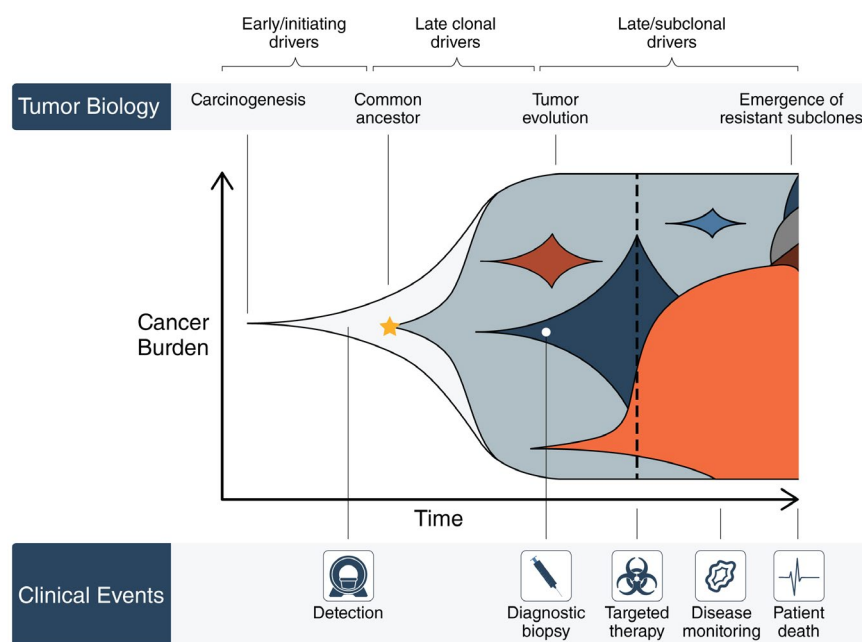 Early/initiating
drivers
Late clonal
drivers
Late/subclonal
drivers
Tumor Biology
Carcinogenesis
Common
ancestor
Tumor
evolution
Emergence of
resistant subclones
Cancer
Burden
Time
Clinical Events
Detection
Diagnostic
biopsy
Targeted
therapy
Disease
monitoring
Patient
death